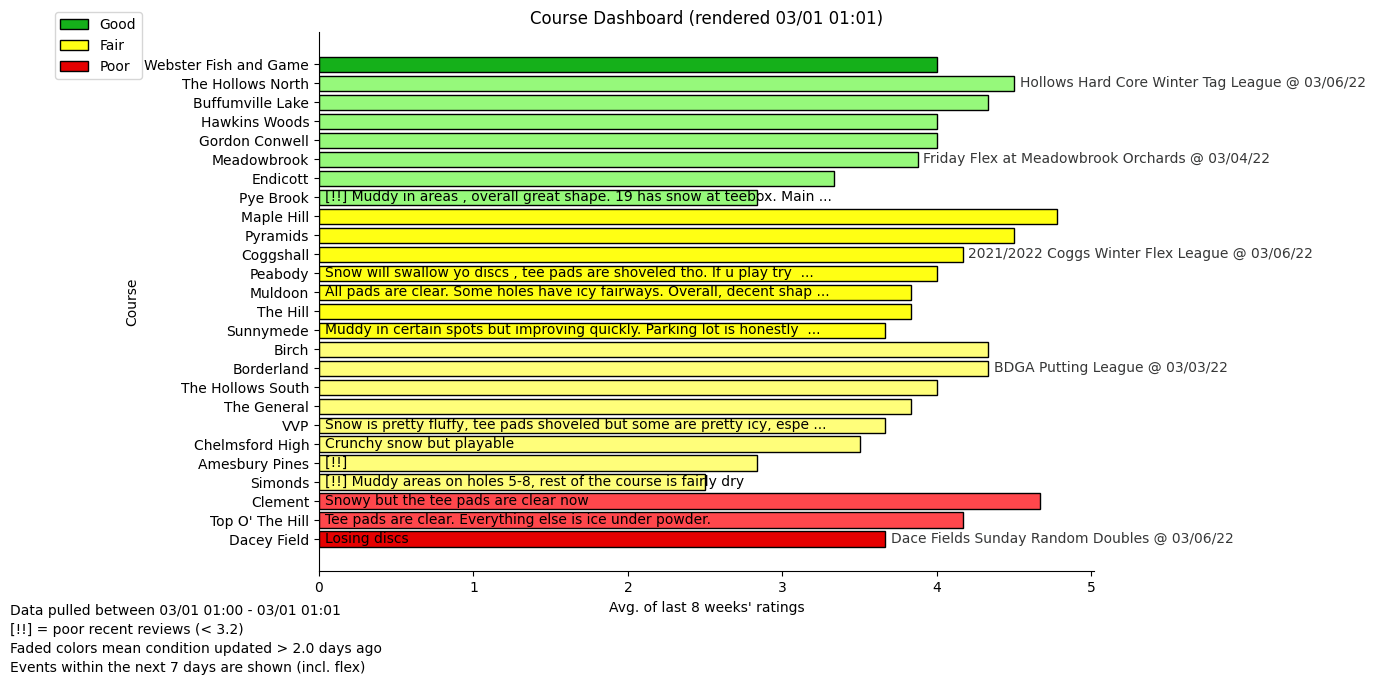 Course Dashboard (rendered 03/01 01:01)
Good
Fair
Poor
Webster Fish and Game
The Hollows North Hollows Hard Core Winter Tag League @ 03/06/22
Buffumville Lake
Hawkins Woods
Gordon Conwell
Meadowbrook Friday Flex at Meadowbrook Orchards @ 03/04/22
Endicott
Pye Brook [!!] Muddy in areas , overall great shape. 19 has snow at teebox. Main ...
Maple Hill
Pyramids
Coggshall 2021/2022 Coggs Winter Flex League @ 03/06/22
Peabody Snow will swallow yo discs , tee pads are shoveled tho. If u play try  ...
Muldoon All pads are clear. Some holes have icy fairways. Overall, decent shap ...
The Hill
Sunnymede Muddy in certain spots but improving quickly. Parking lot is honestly  ...
Birch
Borderland BDGA Putting League @ 03/03/22
The Hollows South
The General
VVP Snow is pretty fluffy, tee pads shoveled but some are pretty icy, espe ...
Chelmsford High Crunchy snow but playable
Amesbury Pines [!!]
Simonds [!!] Muddy areas on holes 5-8, rest of the course is fairly dry
Clement Snowy but the tee pads are clear now
Top O' The Hill Tee pads are clear. Everything else is ice under powder.
Dacey Field Losing discs Dace Fields Sunday Random Doubles @ 03/06/22
Course
0 1 2 3 4 5
Avg. of last 8 weeks' ratings
Data pulled between 03/01 01:00 - 03/01 01:01
[!!] = poor recent reviews (< 3.2)
Faded colors mean condition updated > 2.0 days ago
Events within the next 7 days are shown (incl. flex)